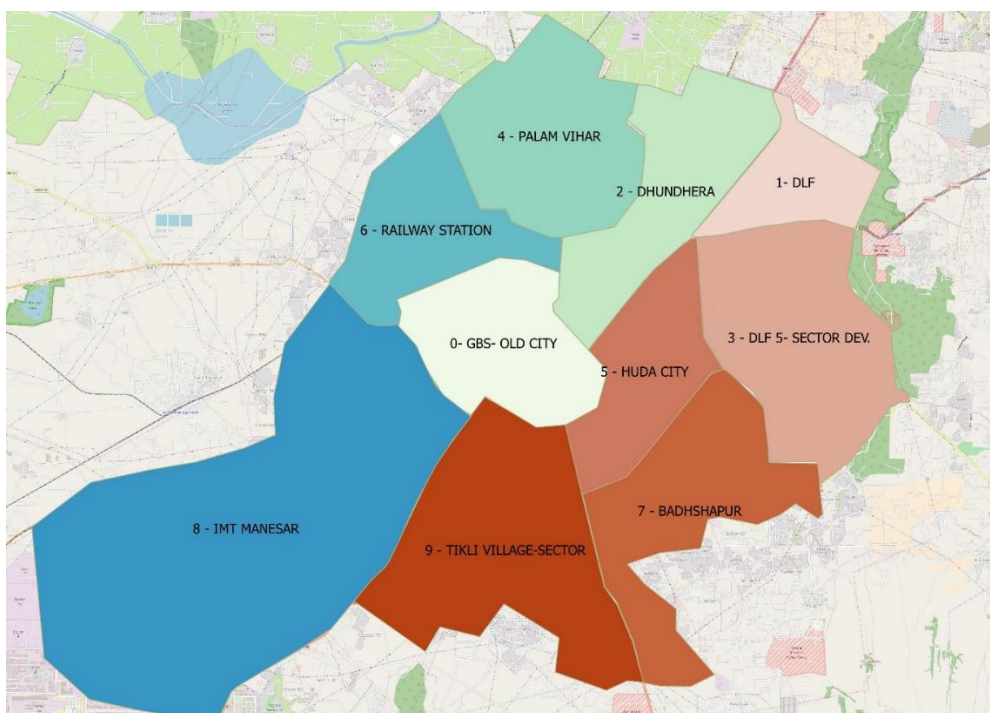 4 - PALAM VIHAR
1- DLF
2 - DHUNDHERA
6 - RAILWAY STATION
0- GBS- OLD CITY
3 - DLF 5- SECTOR DEV.
5 - HUDA CITY
7 - BADHSHAPUR
8 - IMT MANESAR
9 - TIKLI VILLAGE-SECTOR